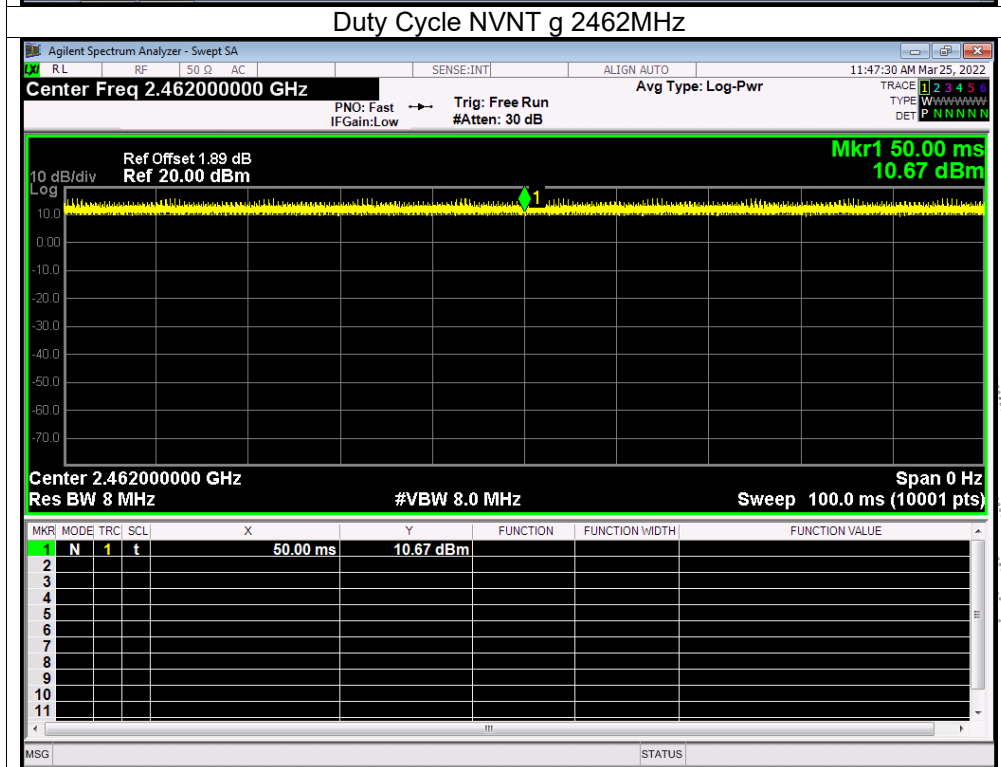 Duty Cycle NVNT g 2462MHz
Agilent Spectrum Analyzer - Swept SA
LXI RL RF 50 Ω AC SENSE:INT ALIGN AUTO 11:47:30 AM Mar 25, 2022
Center Freq 2.462000000 GHz
PNO: Fast
IFGain:Low
Trig: Free Run
#Atten: 30 dB
Avg Type: Log-Pwr
TRACE 1 2 3 4 5 6
TYPE WWWWWW
DET P N N N N N
Mkr1 50.00 ms
10.67 dBm
Ref Offset 1.89 dB
10 dB/div Ref 20.00 dBm
Log
1
10.0
0.00
-10.0
-20.0
-30.0
-40.0
-50.0
-60.0
-70.0
Center 2.462000000 GHz Span 0 Hz
Res BW 8 MHz #VBW 8.0 MHz Sweep 100.0 ms (10001 pts)
MKR MODE TRC SCL X Y FUNCTION FUNCTION WIDTH FUNCTION VALUE
1 N 1 t 50.00 ms 10.67 dBm
2
3
4
5
6
7
8
9
10
11
MSG STATUS